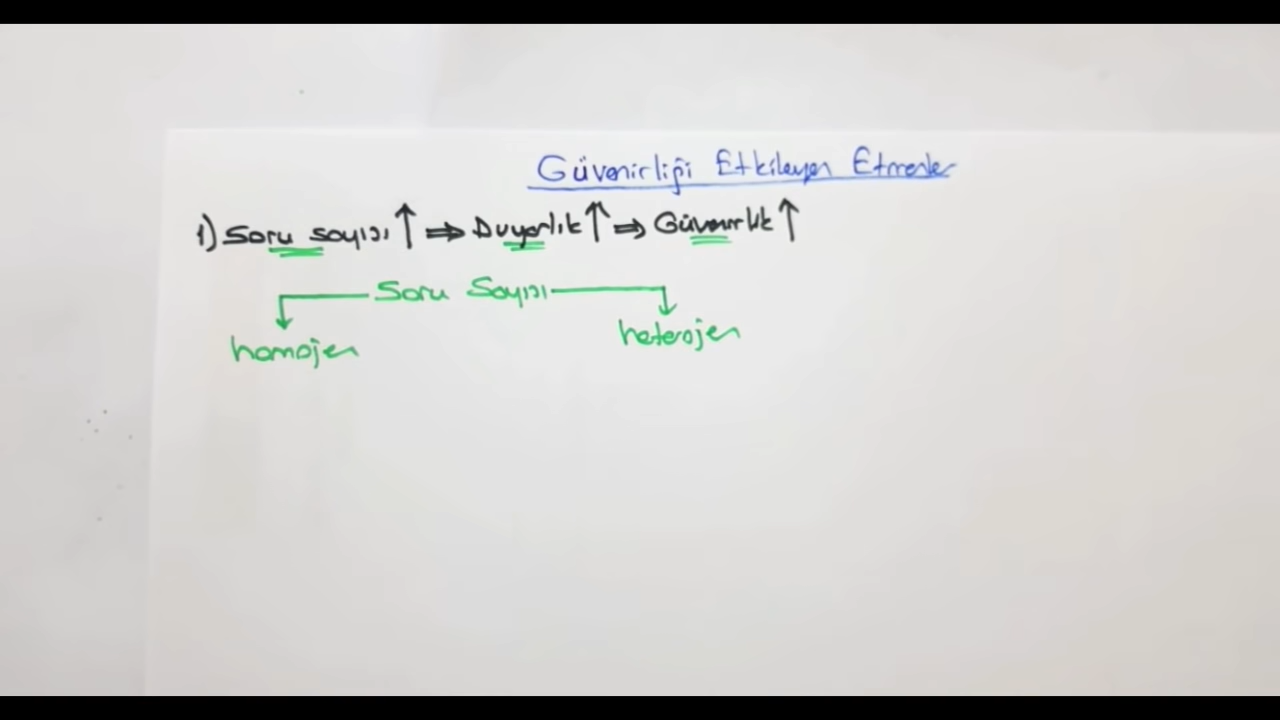 Güvenirliği Etkileyen Etmenler
1) Soru sayısı ↑ ⇒ Duyarlık ↑ ⇒ Güvenirlik ↑
Soru Sayısı
homojen heterojen